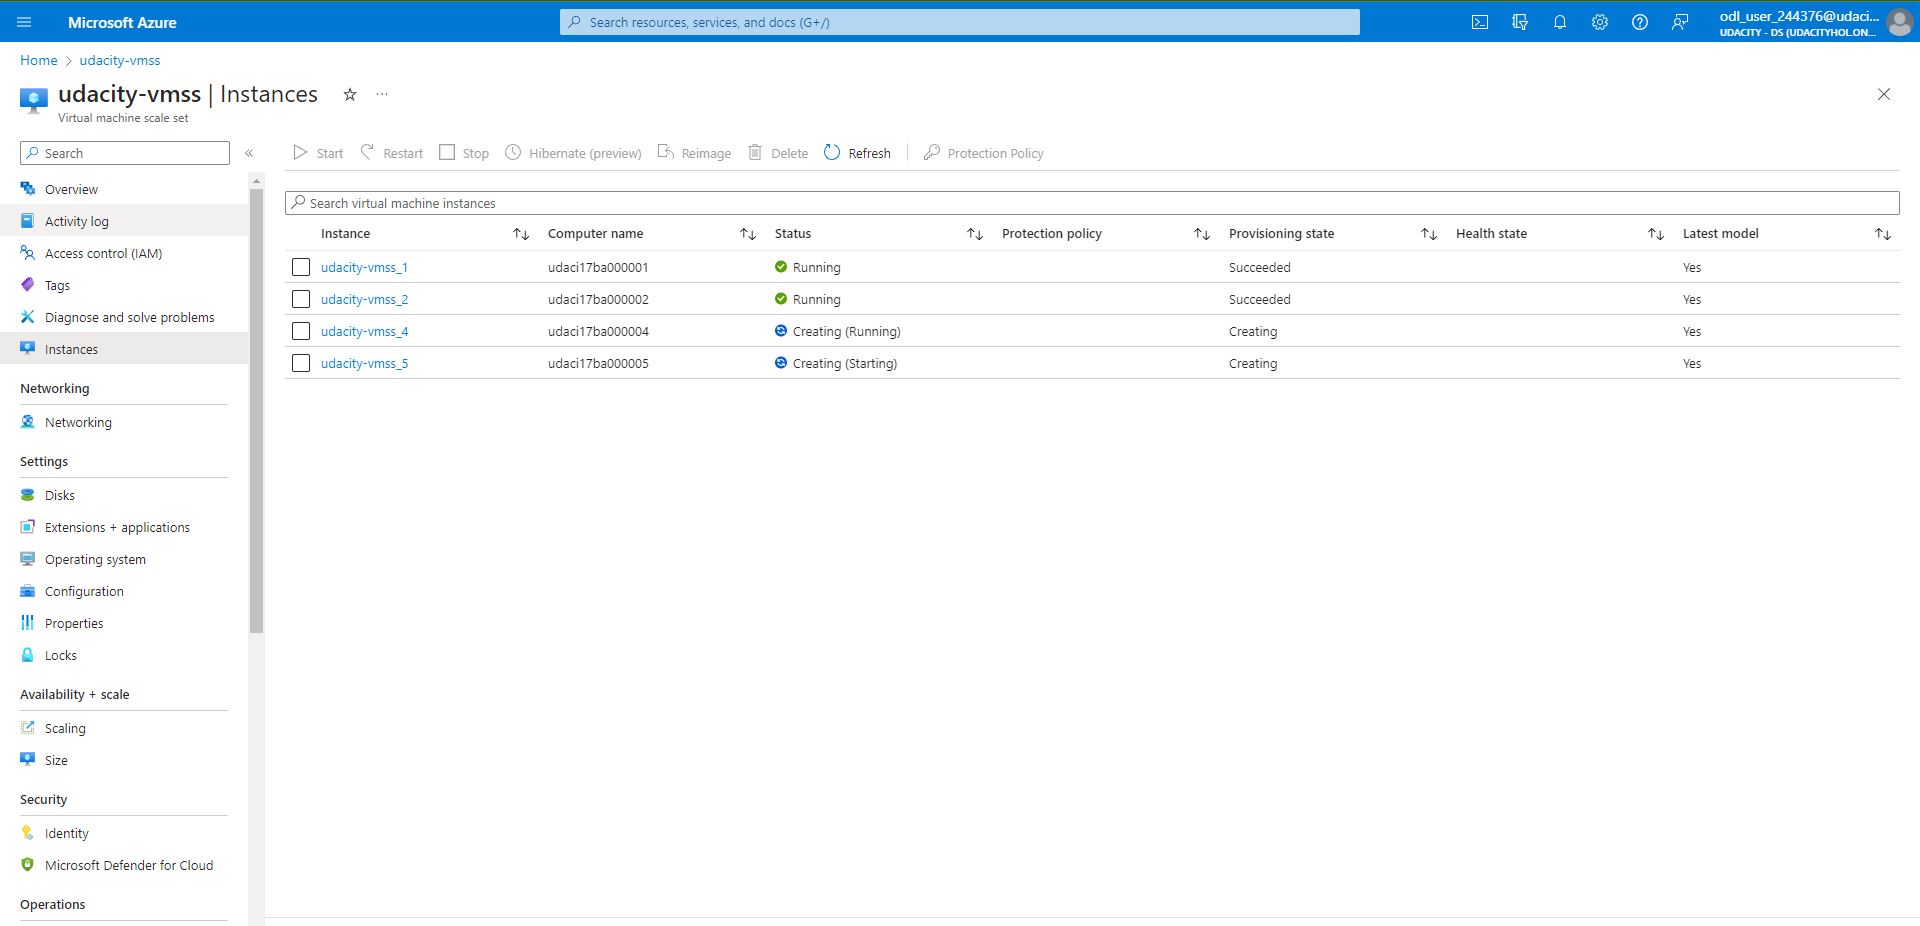 Microsoft Azure
Search resources, services, and docs (G+/)
odl_user_244376@udaci...
UDACITY - DS (UDACITYHOL.ON...
Home > udacity-vmss
udacity-vmss | Instances
Virtual machine scale set
Search
Start Restart Stop Hibernate (preview) Reimage Delete Refresh Protection Policy
Overview
Activity log
Access control (IAM)
Tags
Diagnose and solve problems
Instances
Networking
Networking
Settings
Disks
Extensions + applications
Operating system
Configuration
Properties
Locks
Availability + scale
Scaling
Size
Security
Identity
Microsoft Defender for Cloud
Operations
Search virtual machine instances
Instance Computer name Status Protection policy Provisioning state Health state Latest model
udacity-vmss_1 udaci17ba000001 Running Succeeded Yes
udacity-vmss_2 udaci17ba000002 Running Succeeded Yes
udacity-vmss_4 udaci17ba000004 Creating (Running) Creating Yes
udacity-vmss_5 udaci17ba000005 Creating (Starting) Creating Yes